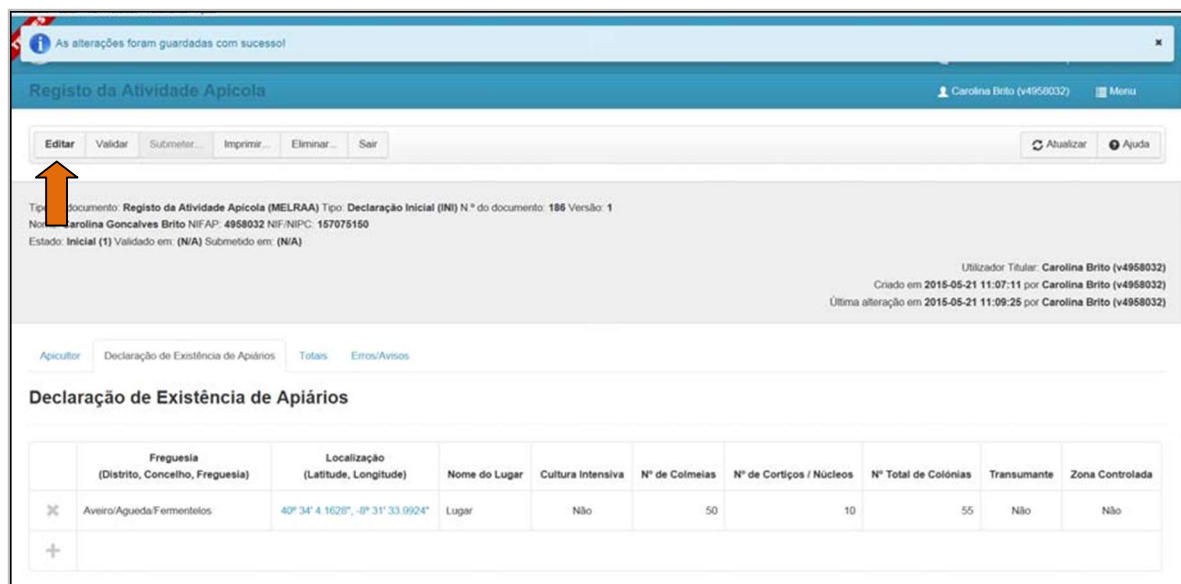 As alterações foram guardadas com sucesso!
Registo da Atividade Apícola
Carolina Brito (v4958032) Menu
Editar Validar Submeter... Imprimir... Eliminar... Sair Atualizar Ajuda
documento: Registo da Atividade Apícola (MELRAA) Tipo: Declaração Inicial (INI) N.º do documento: 186 Versão: 1
Carolina Goncalves Brito NIFAP: 4958032 NIF/NIPC: 157075150
Estado: Inicial (1) Validado em: (N/A) Submetido em: (N/A)
Utilizador Titular: Carolina Brito (v4958032)
Criado em 2015-05-21 11:07:11 por Carolina Brito (v4958032)
Última alteração em 2015-05-21 11:09:25 por Carolina Brito (v4958032)
Apicultor Declaração de Existência de Apiários Totais Erros/Avisos
Declaração de Existência de Apiários
Freguesia
(Distrito, Concelho, Freguesia)
Localização
(Latitude, Longitude)
Nome do Lugar Cultura Intensiva Nº de Colmeias Nº de Cortiços / Núcleos Nº Total de Colónias Transumante Zona Controlada
Aveiro/Agueda/Fermentelos 40º 34' 4.1628", -8º 31' 33.9924" Lugar Não 50 10 55 Não Não